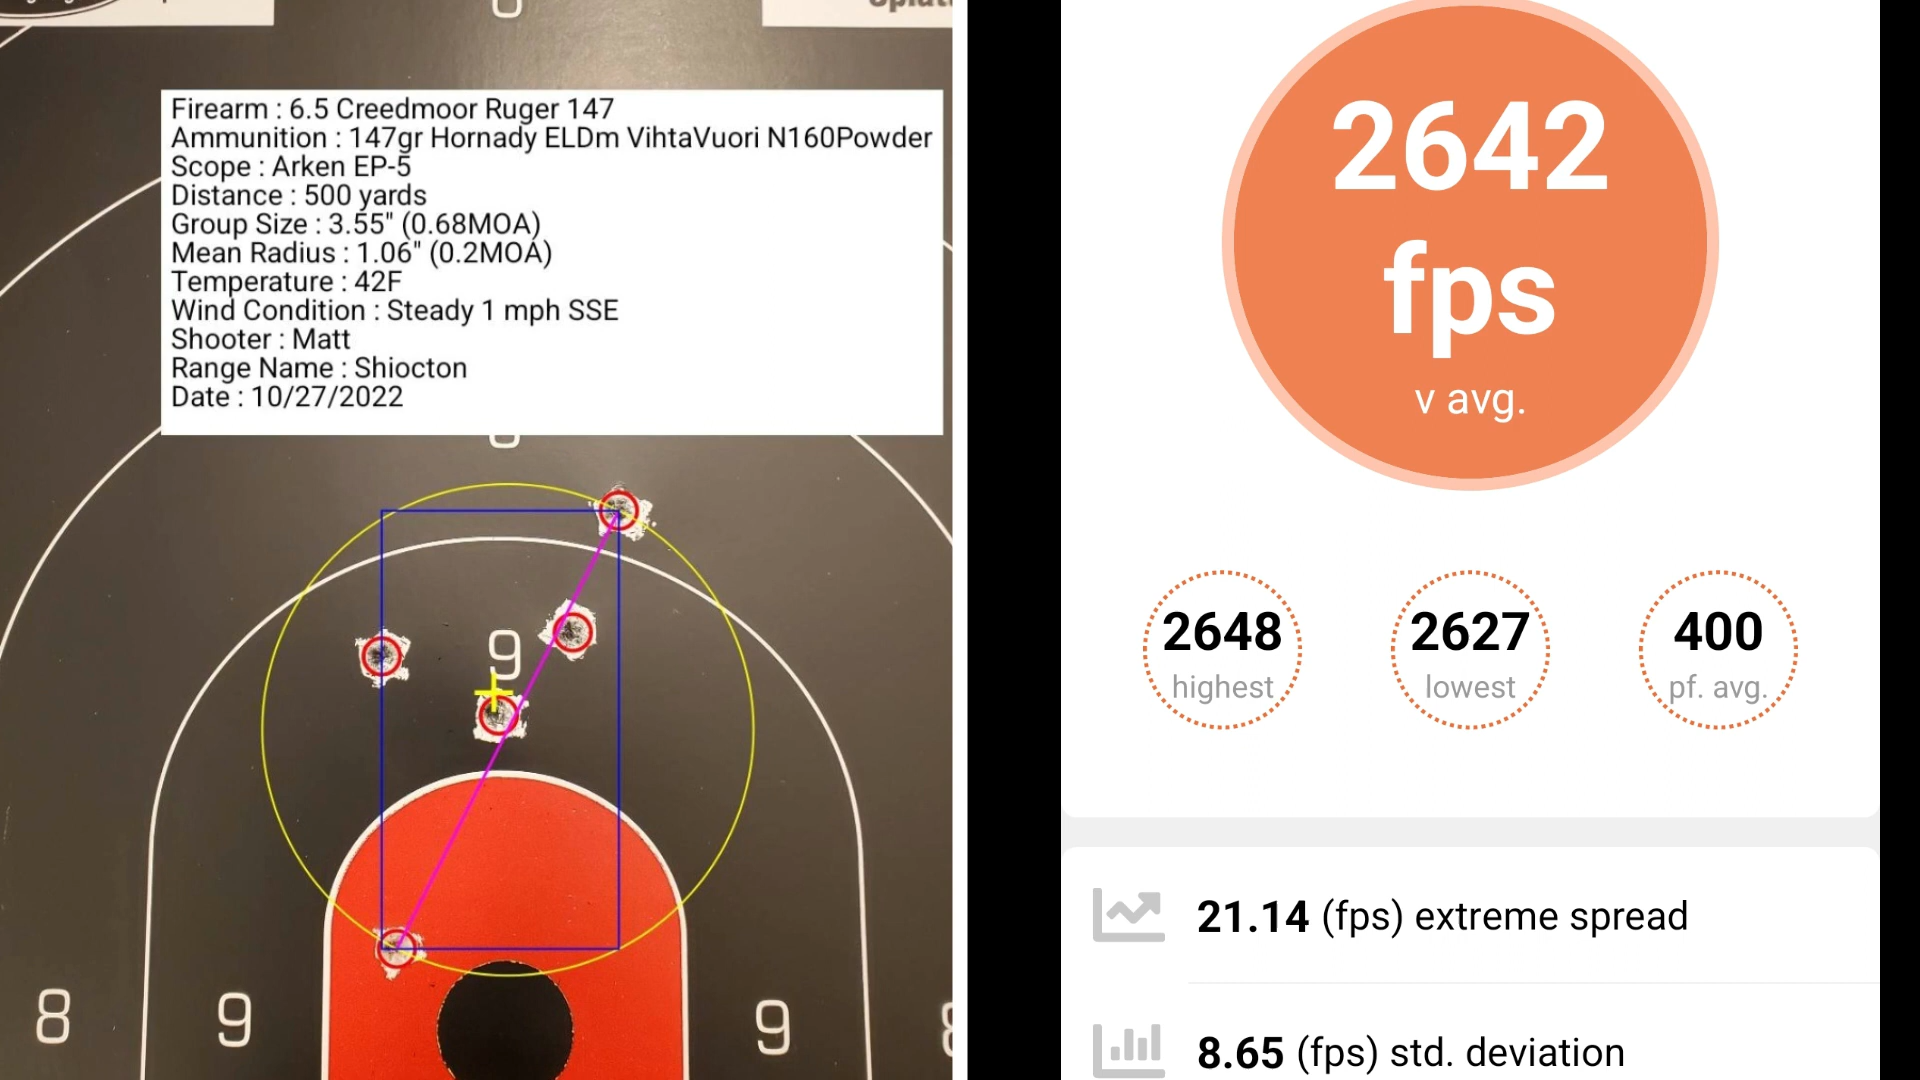 Firearm : 6.5 Creedmoor Ruger 147
Ammunition : 147gr Hornady ELDm VihtaVuori N160Powder
Scope : Arken EP-5
Distance : 500 yards
Group Size : 3.55" (0.68MOA)
Mean Radius : 1.06" (0.2MOA)
Temperature : 42F
Wind Condition : Steady 1 mph SSE
Shooter : Matt
Range Name : Shiocton
Date : 10/27/2022
9
8
9
9
2642
fps
v avg.
2648
highest
2627
lowest
400
pf. avg.
21.14 (fps) extreme spread
8.65 (fps) std. deviation